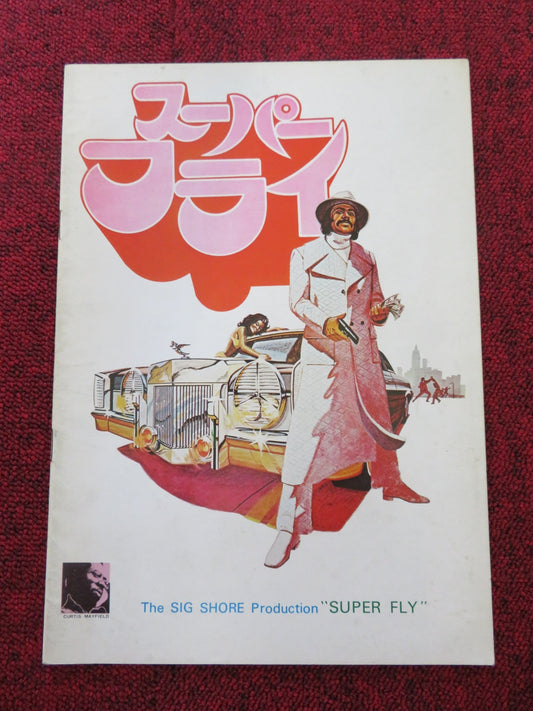 スーパー
フライ
CURTIS MAYFIELD
The SIG SHORE Production "SUPER FLY"